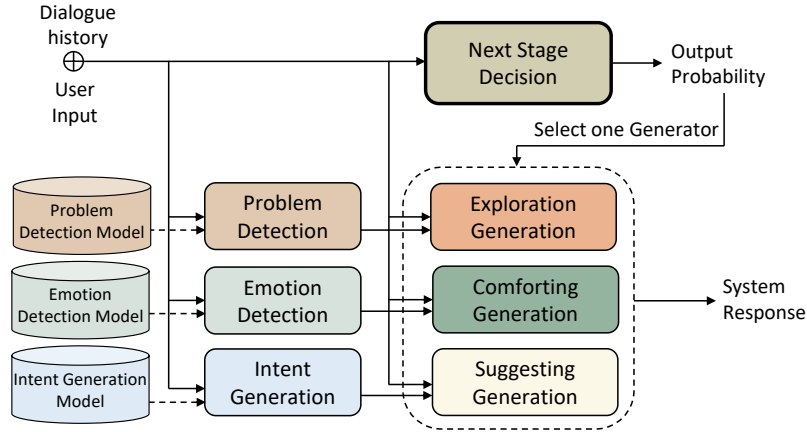 Dialogue
history
User
Input
Next Stage
Decision
Output
Probability
Select one Generator
Problem
Detection Model
Problem
Detection
Exploration
Generation
Emotion
Detection Model
Emotion
Detection
Comforting
Generation
System
Response
Intent Generation
Model
Intent
Generation
Suggesting
Generation